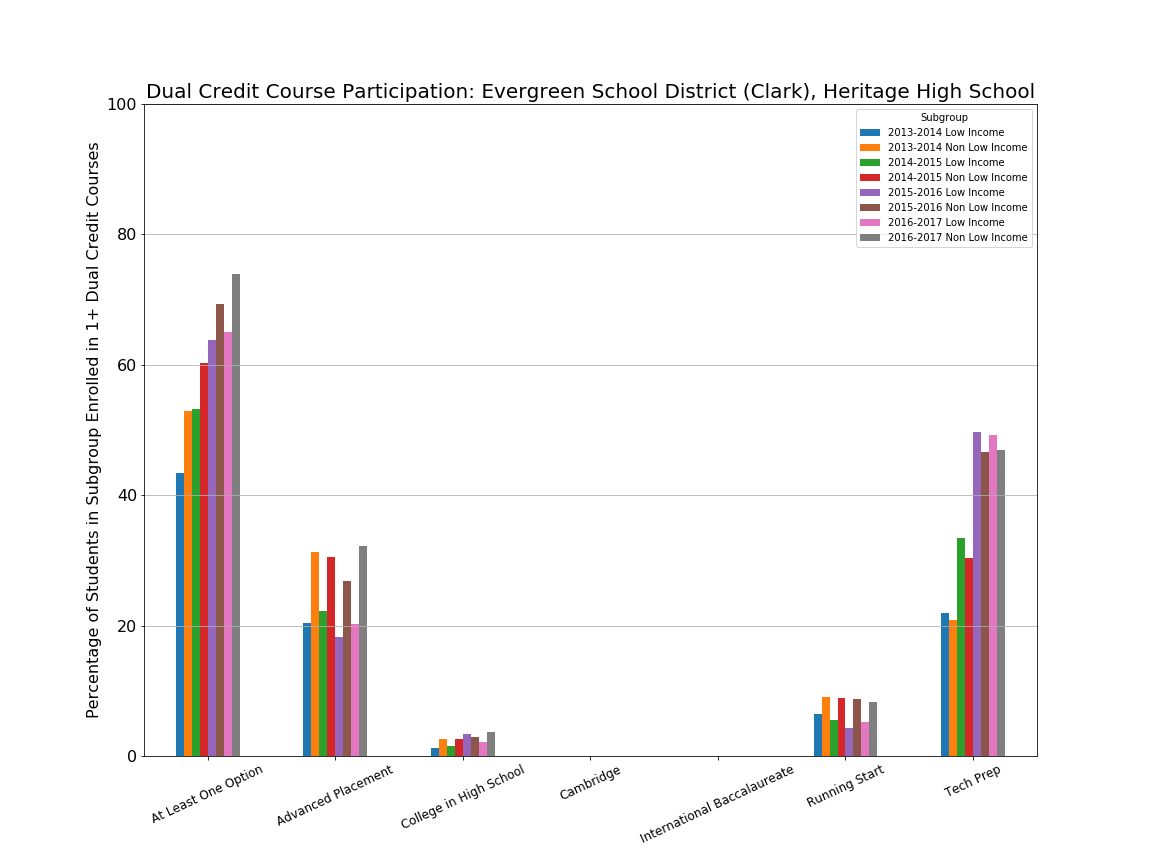 Dual Credit Course Participation: Evergreen School District (Clark), Heritage High School
Percentage of Students in Subgroup Enrolled in 1+ Dual Credit Courses
100
80
60
40
20
0
Subgroup
2013-2014 Low Income
2013-2014 Non Low Income
2014-2015 Low Income
2014-2015 Non Low Income
2015-2016 Low Income
2015-2016 Non Low Income
2016-2017 Low Income
2016-2017 Non Low Income
At Least One Option
Advanced Placement
College in High School
Cambridge
International Baccalaureate
Running Start
Tech Prep